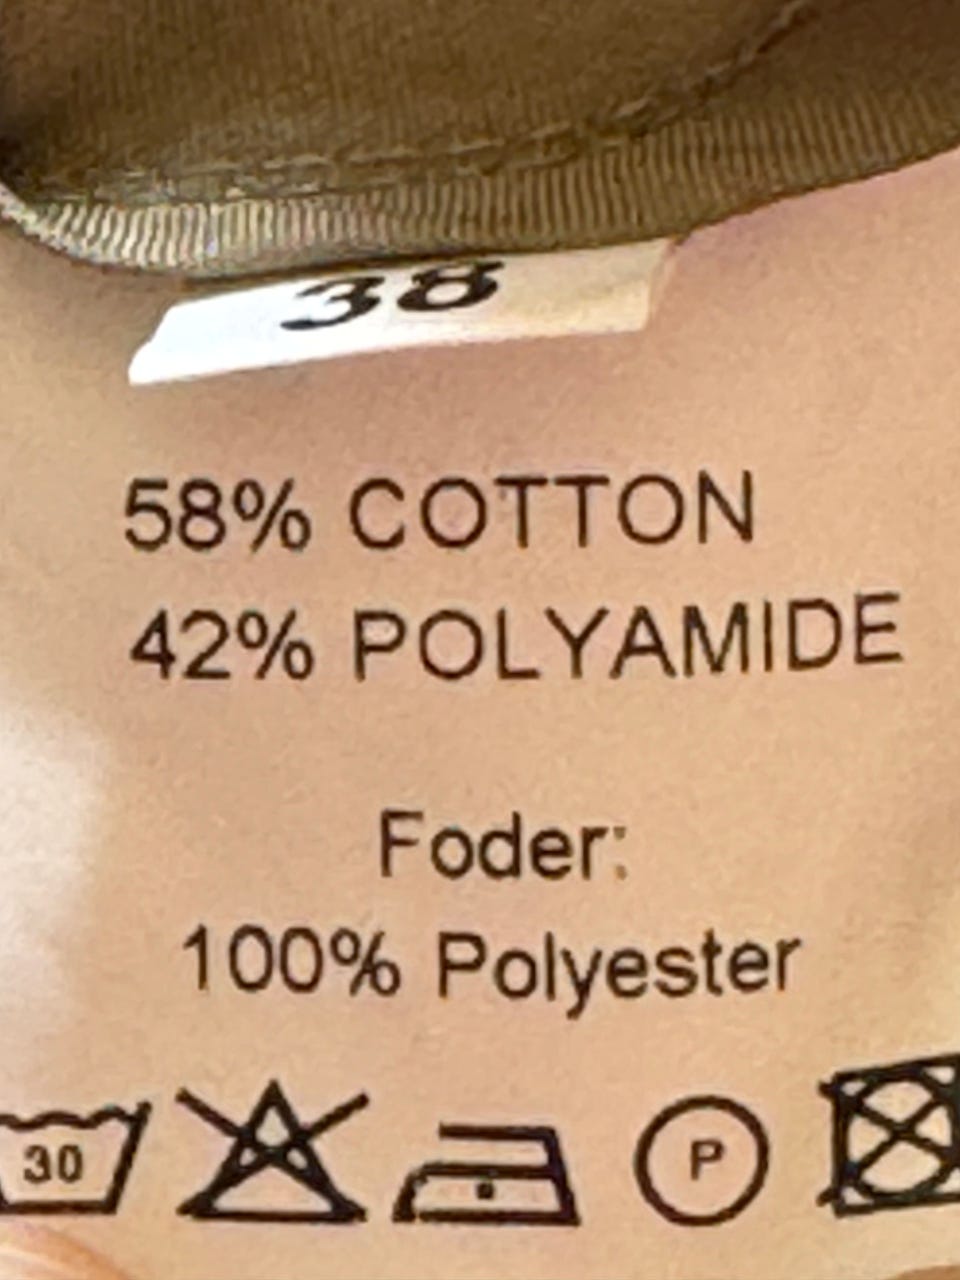 38
58% COTTON
42% POLYAMIDE
Foder:
100% Polyester
30
P